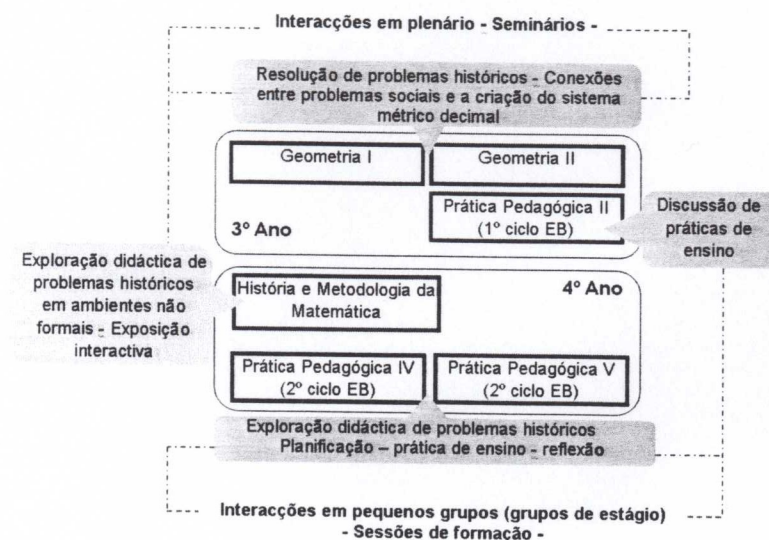 Interacções em plenário - Seminários -
Resolução de problemas históricos - Conexões
entre problemas sociais e a criação do sistema
métrico decimal
Geometria I
Geometria II
Prática Pedagógica II
(1º ciclo EB)
3º Ano
Discussão de
práticas de
ensino
Exploração didáctica de
problemas históricos
em ambientes não
formais - Exposição
interactiva
História e Metodologia da
Matemática
4º Ano
Prática Pedagógica IV
(2º ciclo EB)
Prática Pedagógica V
(2º ciclo EB)
Exploração didáctica de problemas históricos
Planificação – prática de ensino - reflexão
Interacções em pequenos grupos (grupos de estágio)
- Sessões de formação -